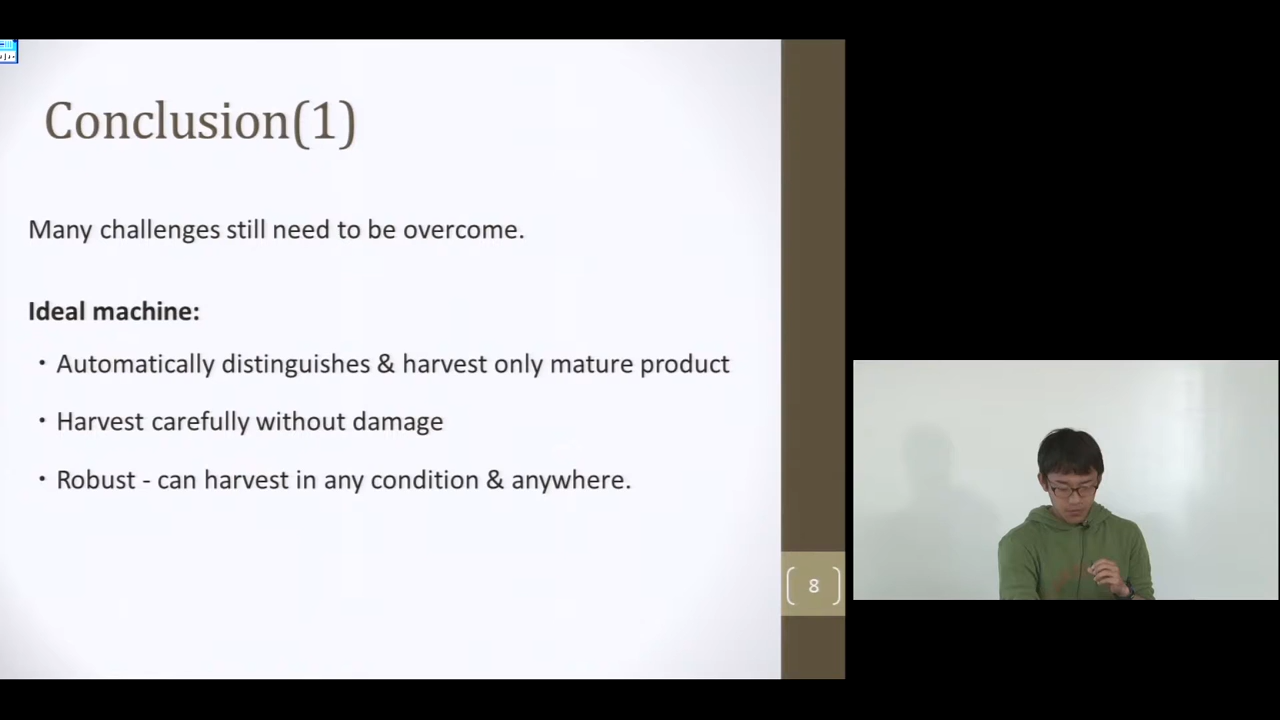 Conclusion(1)
Many challenges still need to be overcome.
Ideal machine:
• Automatically distinguishes & harvest only mature product
• Harvest carefully without damage
• Robust - can harvest in any condition & anywhere.
8